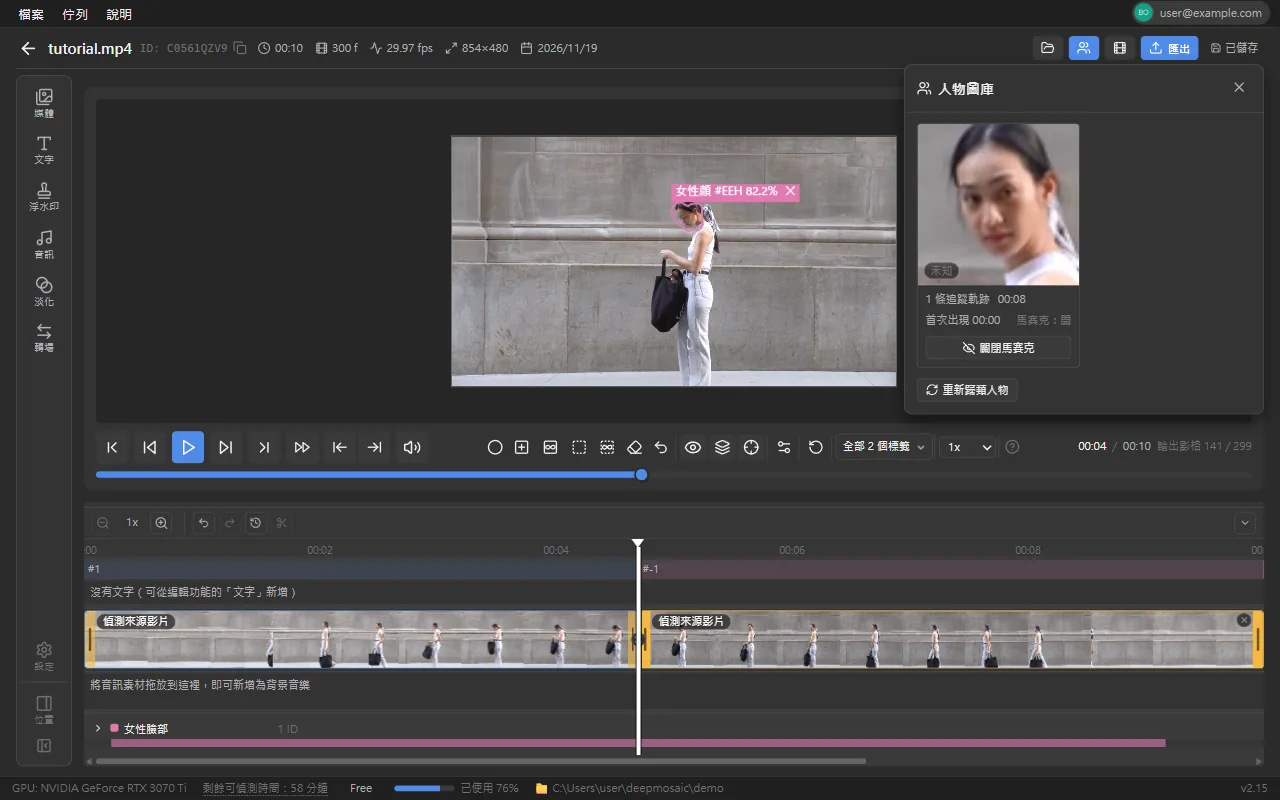 檔案 佇列 說明
BO user@example.com
tutorial.mp4 ID: C0561QZV9 00:10 300 f 29.97 fps 854×480 2026/11/19
匯出 已儲存
媒體
文字
浮水印
音訊
淡化
轉場
設定
位置
人物圖庫
未知
1 條追蹤軌跡 00:08
首次出現 00:00 馬賽克：開
關閉馬賽克
重新歸類人物
女性顏 #EEH 82.2%
全部 2 個標籤 1x 00:04 / 00:10 輸出影格 141 / 299
1x
:00 00:02 00:04 00:06 00:08 00
#1 #-1
沒有文字（可從編輯功能的「文字」新增）
偵測來源影片 偵測來源影片
將音訊素材拖放到這裡，即可新增為背景音樂
女性臉部 1 ID
GPU: NVIDIA GeForce RTX 3070 Ti 剩餘可偵測時間：58 分鐘 Free 已使用 76% C:\Users\user\deepmosaic\demo v2.15